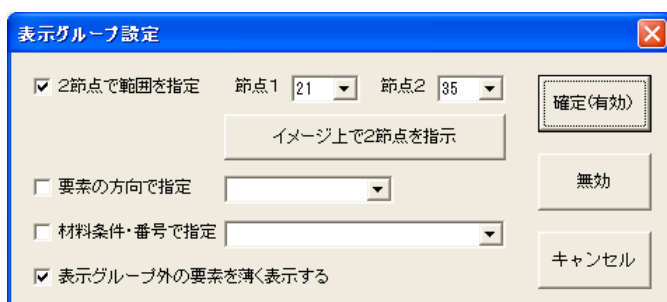 表示グループ設定
2節点で範囲を指定 節点1 21 節点2 35
確定(有効)
イメージ上で2節点を指示
要素の方向で指定
無効
材料条件・番号で指定
キャンセル
表示グループ外の要素を薄く表示する